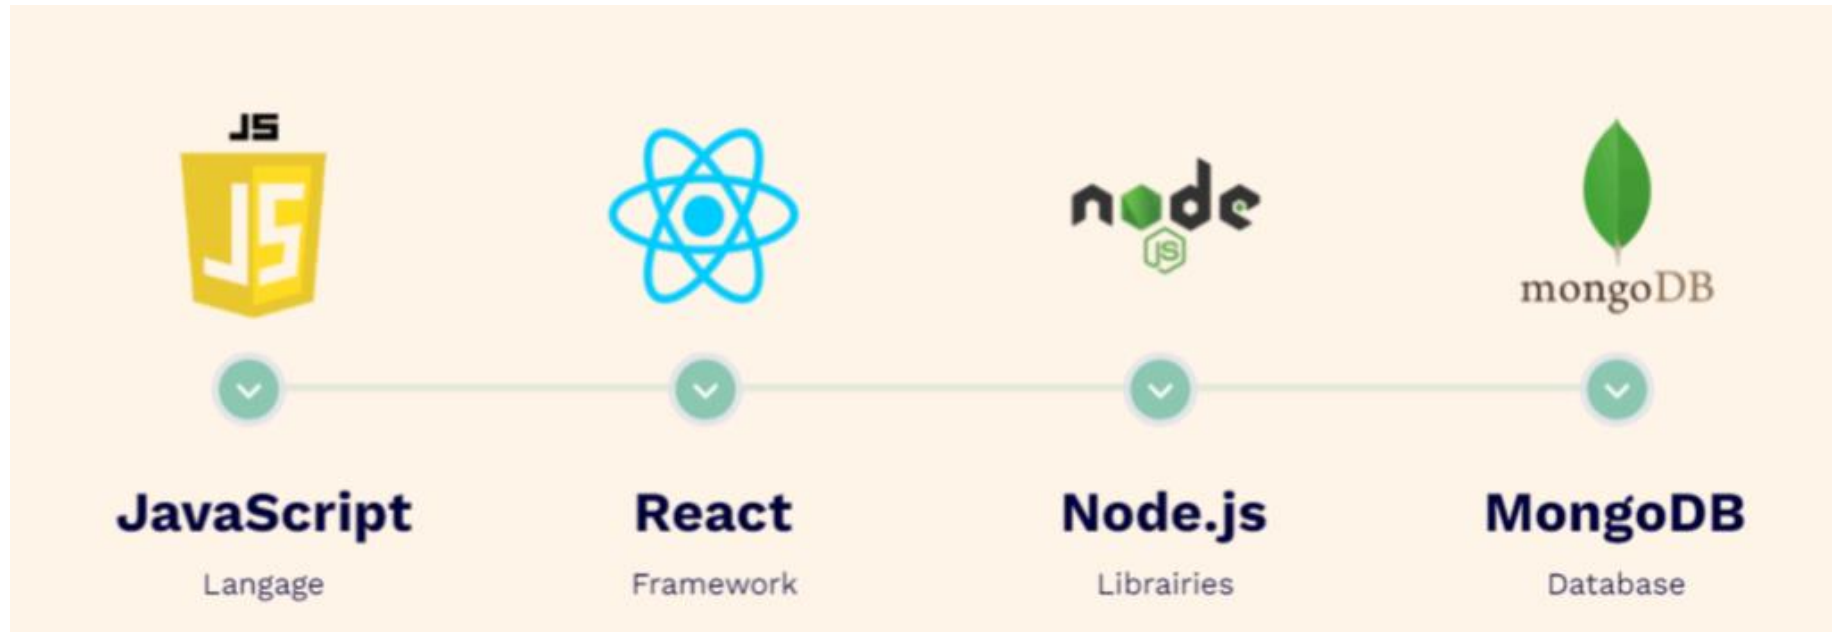 JS
JS
node
JS
mongoDB
JavaScript
React
Node.js
MongoDB
Langage
Framework
Librairies
Database